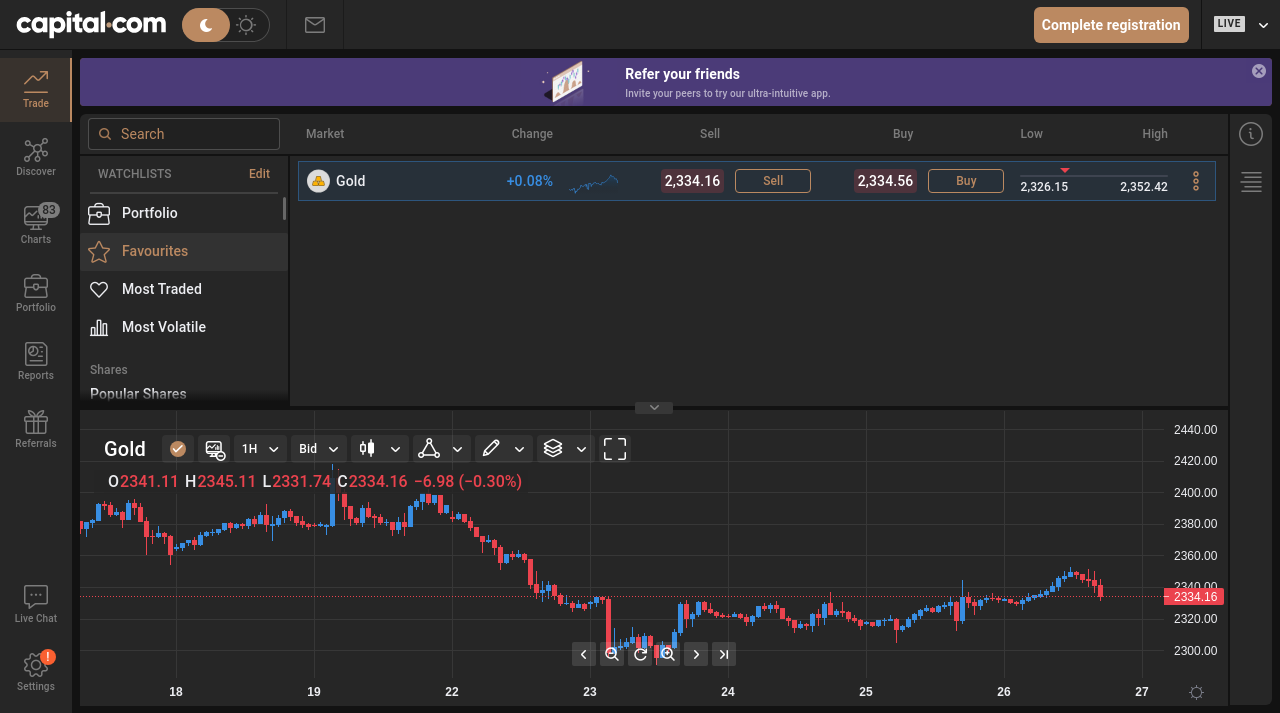 capital.com
Complete registration
LIVE
Refer your friends
Invite your peers to try our ultra-intuitive app.
Trade
Discover
83
Charts
Portfolio
Reports
Referrals
Live Chat
!
Settings
Search
Market Change Sell Buy Low High
WATCHLISTS Edit
Portfolio
Favourites
Most Traded
Most Volatile
Shares
Popular Shares
Gold +0.08% 2,334.16 Sell 2,334.56 Buy 2,326.15 2,352.42
Gold 1H Bid
O2341.11 H2345.11 L2331.74 C2334.16 −6.98 (−0.30%)
2440.00
2420.00
2400.00
2380.00
2360.00
2340.00
2334.16
2320.00
2300.00
18 19 22 23 24 25 26 27